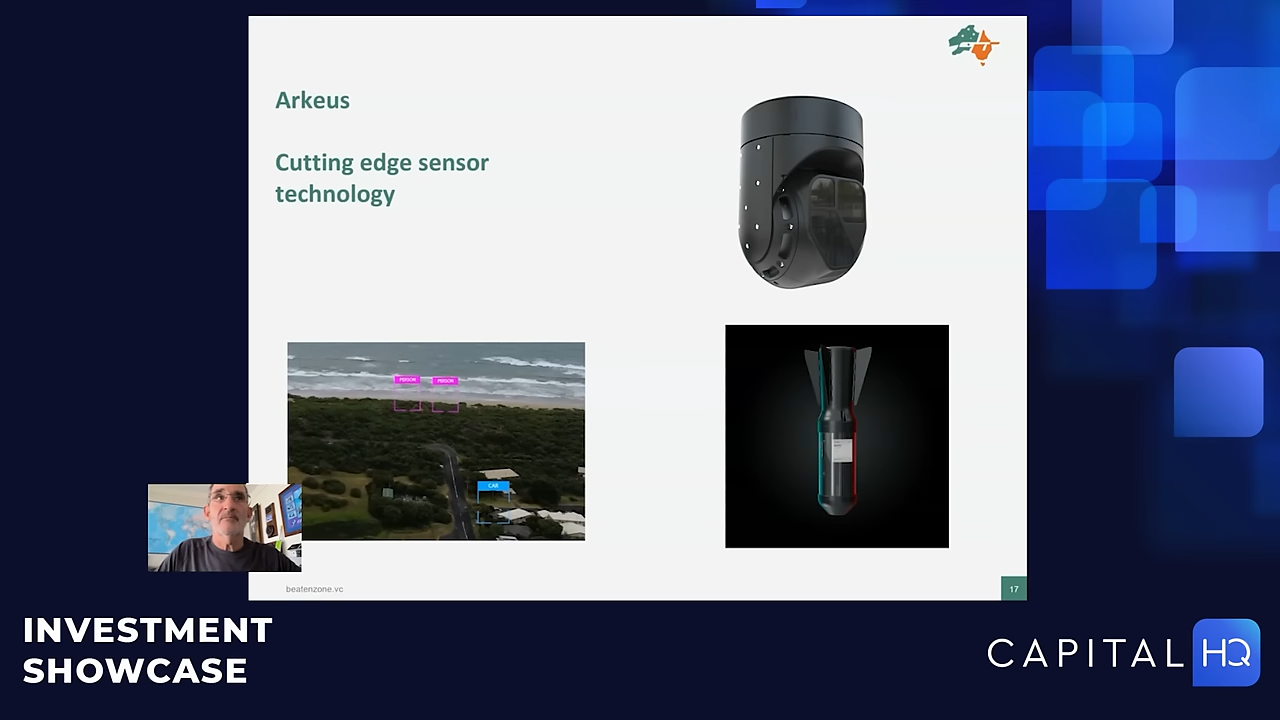 Arkeus
Cutting edge sensor
technology
PERSON
PERSON
CAR
beatenzone.vc
17
INVESTMENT
SHOWCASE
CAPITAL HQ